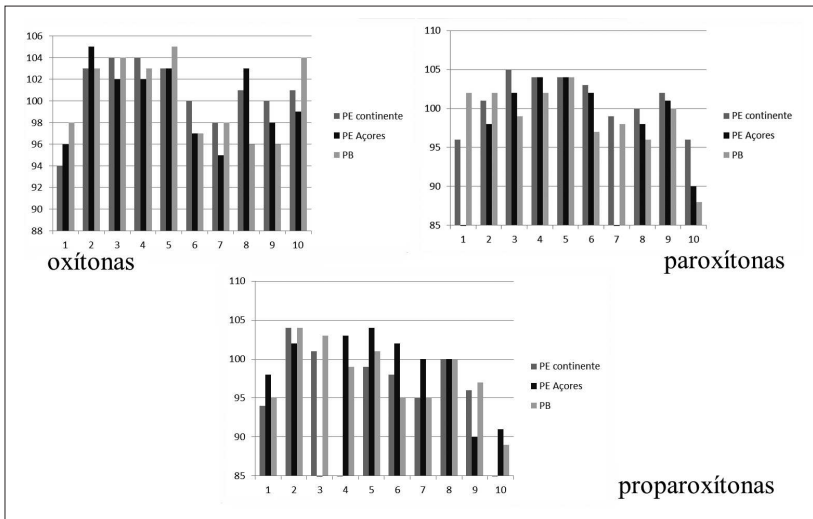 106
104
102
100
98
96
94
92
90
88
1 2 3 4 5 6 7 8 9 10
PE continente
PE Açores
PB
oxítonas
110
105
100
95
90
85
1 2 3 4 5 6 7 8 9 10
PE continente
PE Açores
PB
paroxítonas
110
105
100
95
90
85
1 2 3 4 5 6 7 8 9 10
PE continente
PE Açores
PB
proparoxítonas